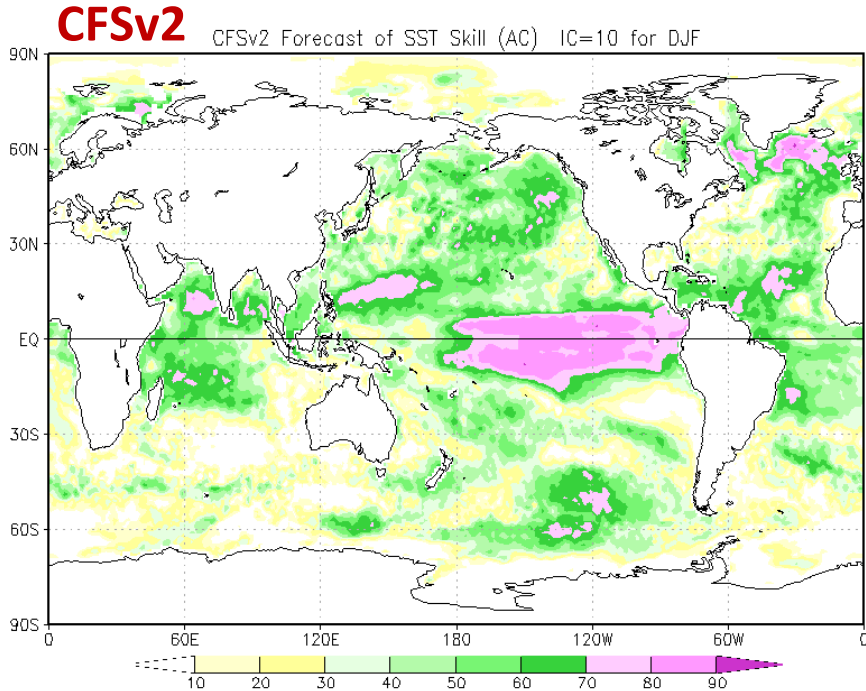 CFSv2
CFSv2 Forecast of SST Skill (AC) IC=10 for DJF
90N
60N
30N
EQ
30S
60S
90S
0 60E 120E 180 120W 60W 0
10 20 30 40 50 60 70 80 90